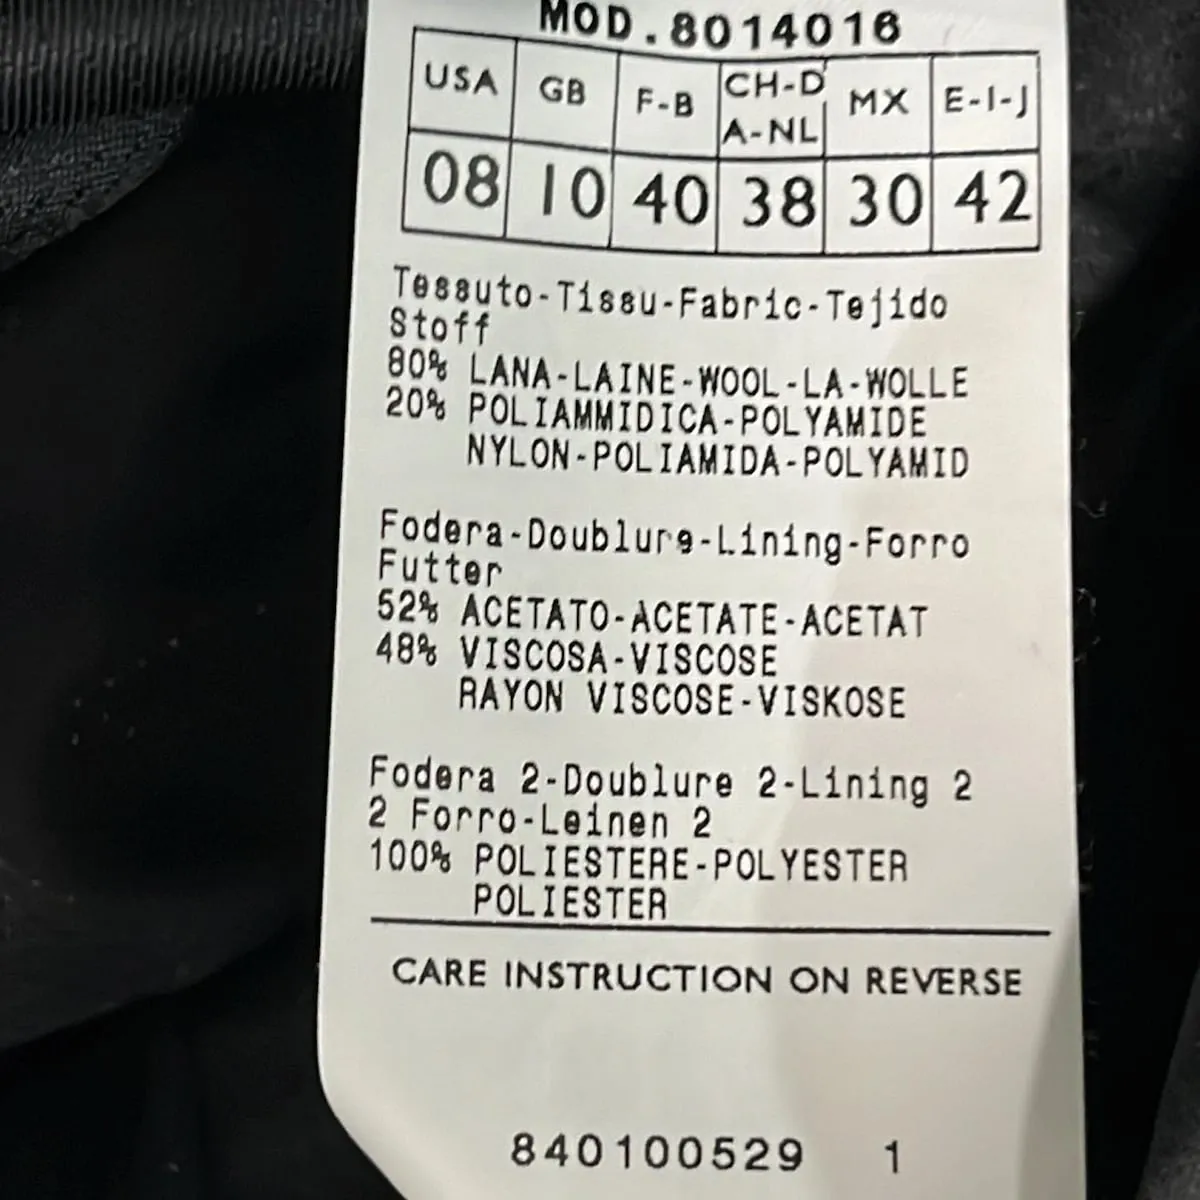 MOD.8014016
USA GB F-B CH-D A-NL MX E-I-J
08 10 40 38 30 42
Tessuto-Tissu-Fabric-Tejido
Stoff
80% LANA-LAINE-WOOL-LA-WOLLE
20% POLIAMMIDICA-POLYAMIDE
NYLON-POLIAMIDA-POLYAMID
Fodera-Doublure-Lining-Forro
Futter
52% ACETATO-ACETATE-ACETAT
48% VISCOSA-VISCOSE
RAYON VISCOSE-VISKOSE
Fodera 2-Doublure 2-Lining 2
2 Forro-Leinen 2
100% POLIESTERE-POLYESTER
POLIESTER
CARE INSTRUCTION ON REVERSE
840100529 1